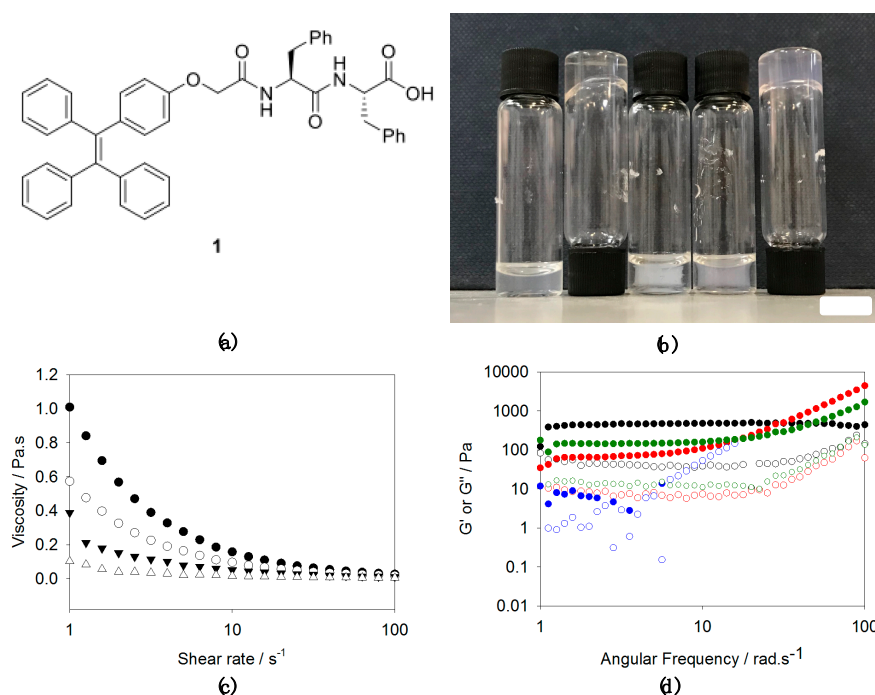 Ph
O
O
N
H
O
H
N
O
OH
Ph
1
(a)
(b)
1.2
1.0
0.8
0.6
0.4
0.2
0.0
Viscosity / Pa.s
1
10
100
Shear rate / s-1
(c)
10000
1000
100
10
1
0.1
0.01
G' or G'' / Pa
1
10
100
Angular Frequency / rad.s-1
(d)